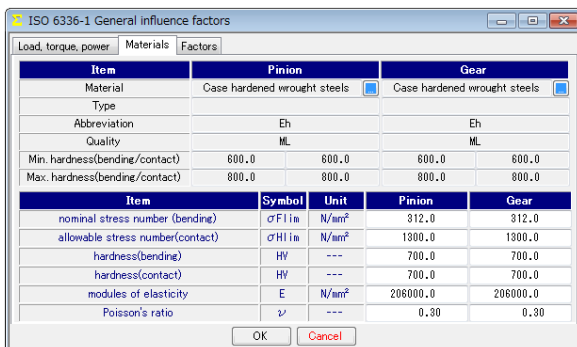 Σ ISO 6336-1 General influence factors
Load, torque, power Materials Factors
Item Pinion Gear
Material Case hardened wrought steels ... Case hardened wrought steels ...
Type
Abbreviation Eh Eh
Quality ML ML
Min. hardness(bending/contact) 600.0 600.0 600.0 600.0
Max. hardness(bending/contact) 800.0 800.0 800.0 800.0
Item Symbol Unit Pinion Gear
nominal stress number (bending) σFlim N/mm² 312.0 312.0
allowable stress number(contact) σHlim N/mm² 1300.0 1300.0
hardness(bending) HV --- 700.0 700.0
hardness(contact) HV --- 700.0 700.0
modules of elasticity E N/mm² 206000.0 206000.0
Poisson's ratio ν --- 0.30 0.30
OK Cancel